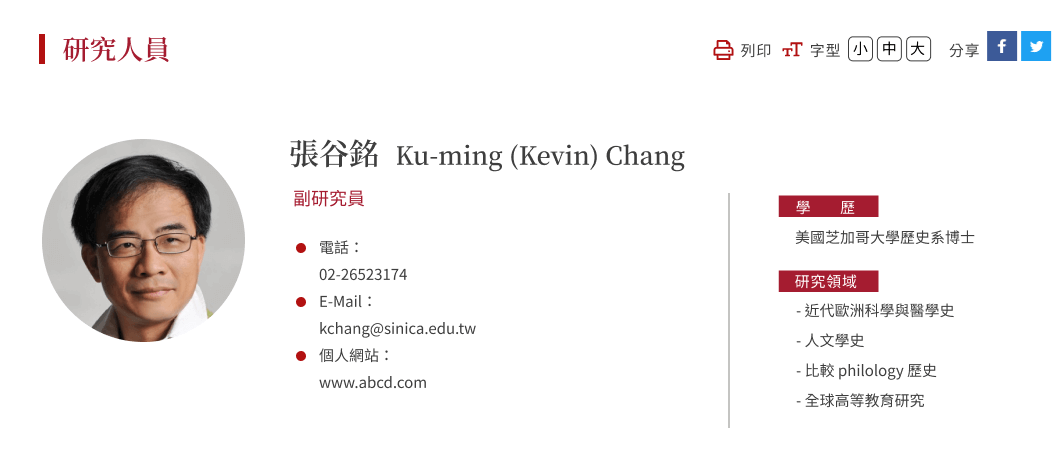 研究人員
列印 字型 小 中 大 分享
張谷銘 Ku-ming (Kevin) Chang
副研究員
電話：
02-26523174
E-Mail：
kchang@sinica.edu.tw
個人網站：
www.abcd.com
學 歷
美國芝加哥大學歷史系博士
研究領域
- 近代歐洲科學與醫學史
- 人文學史
- 比較 philology 歷史
- 全球高等教育研究